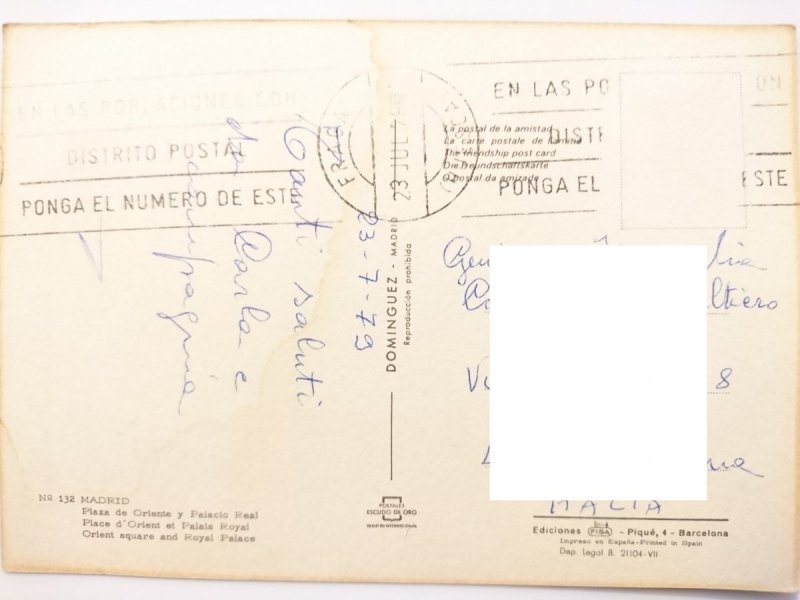 EN LAS POBLACIONES CON
DISTRITO POSTAL
PONGA EL NUMERO DE ESTE
23 JUL
EN LAS PO ON
DIST
PONGA EL ESTE
La postal de la amistad
La carte postale de l'amitié
The friendship post card
Die Freundschaftskarte
O postal da amizade
23-7-79
Tanti saluti
da Carla e
compagnia
DOMINGUEZ - MADRID
Reproducción prohibida
ltiero
8
Nº 132 MADRID
Plaza de Oriente y Palacio Real
Place d'Orient et Palais Royal
Orient square and Royal Palace
POSTALES
ESCUDO DE ORO
REGISTRO INTERNACIONAL
Ediciones FISA - Piqué, 4 - Barcelona
Impreso en España-Printed in Spain
Dep. Legal B. 21104-VII